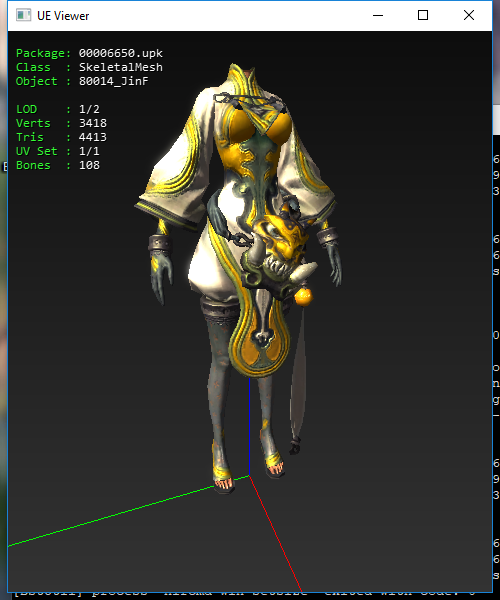 UE Viewer
Package: 00006650.upk
Class : SkeletalMesh
Object : 80014_JinF
LOD : 1/2
Verts : 3418
Tris : 4413
UV Set : 1/1
Bones : 108